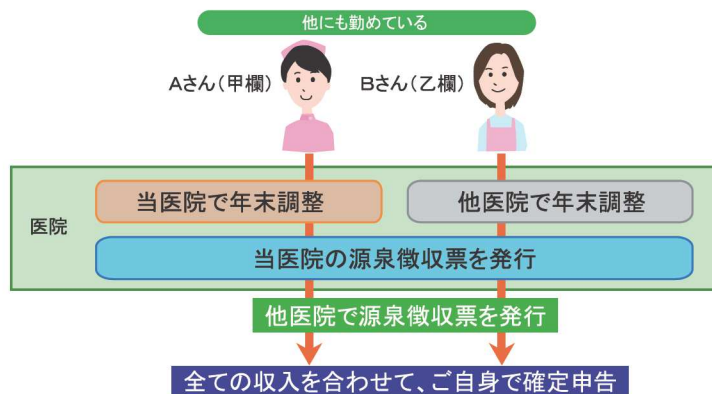 他にも勤めている
Aさん（甲欄）
Bさん（乙欄）
当医院で年末調整
他医院で年末調整
医院
当医院の源泉徴収票を発行
他医院で源泉徴収票を発行
全ての収入を合わせて、ご自身で確定申告